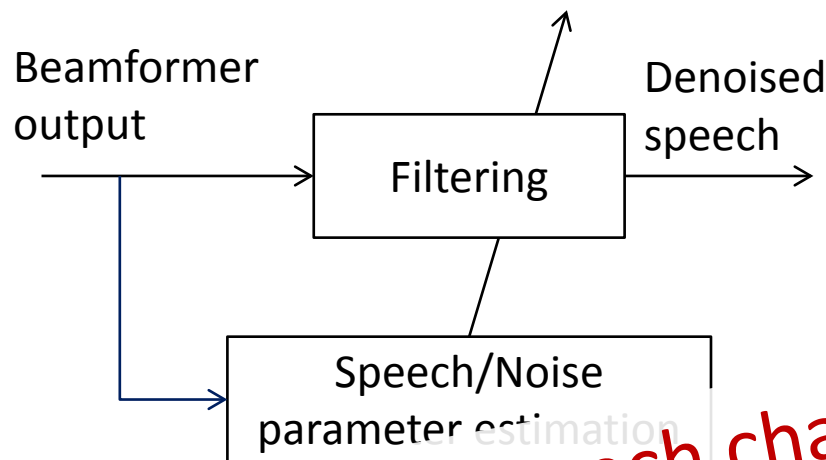 Beamformer
output
Denoised
speech
Filtering
Speech/Noise
parameter estimation